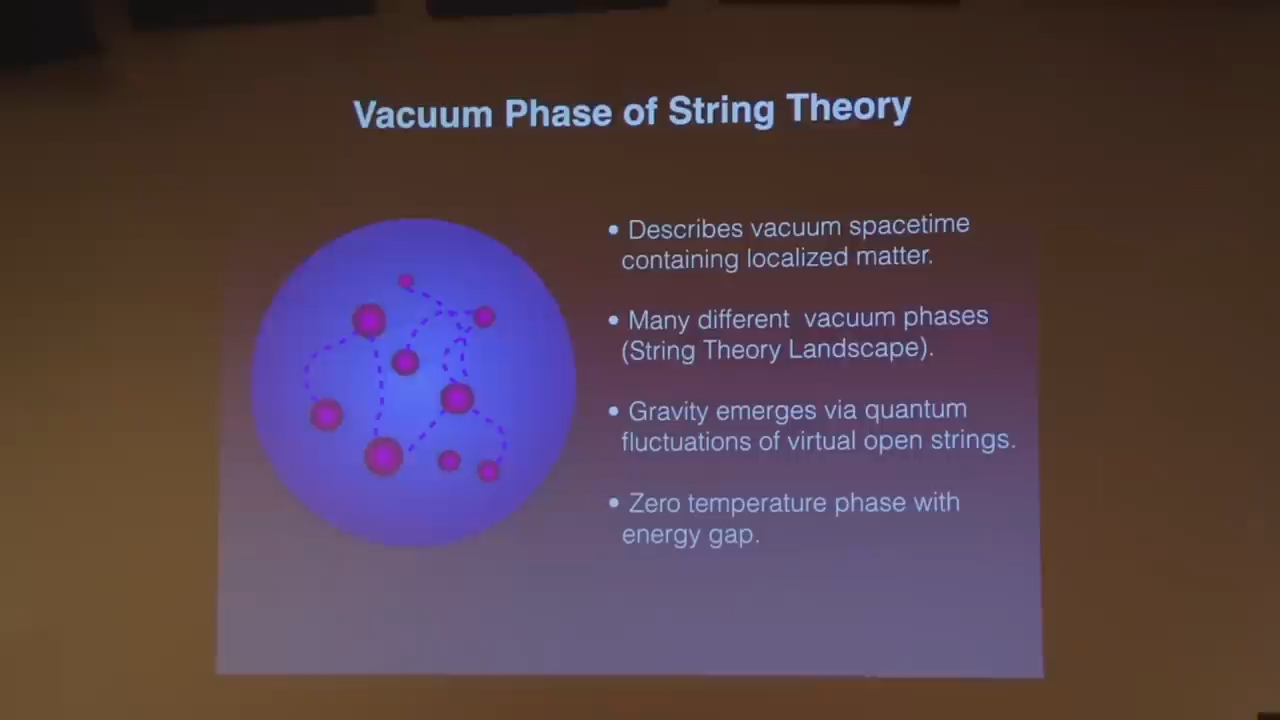 Vacuum Phase of String Theory
• Describes vacuum spacetime
containing localized matter.
• Many different vacuum phases
(String Theory Landscape).
• Gravity emerges via quantum
fluctuations of virtual open strings.
• Zero temperature phase with
energy gap.